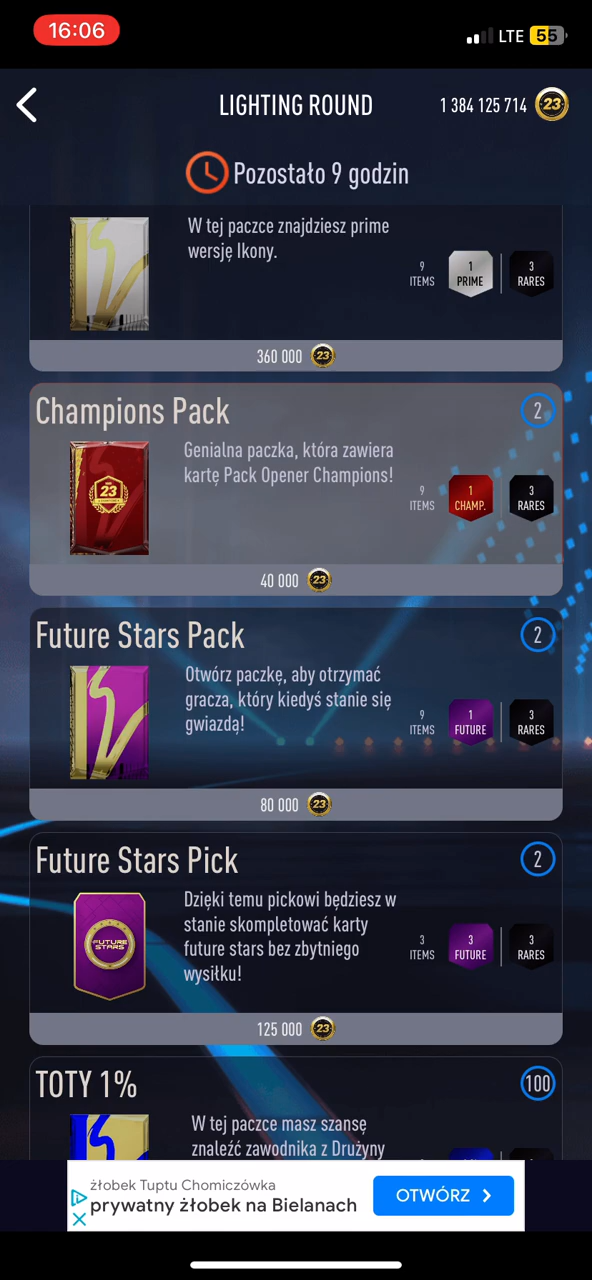 16:06
LTE 55
LIGHTING ROUND
1 384 125 714
23
Pozostało 9 godzin
W tej paczce znajdziesz prime
wersję Ikony.
9
ITEMS
1
PRIME
3
RARES
360 000 23
Champions Pack
2
23
Genialna paczka, która zawiera
kartę Pack Opener Champions!
9
ITEMS
1
CHAMP.
3
RARES
40 000 23
Future Stars Pack
2
Otwórz paczkę, aby otrzymać
gracza, który kiedyś stanie się
gwiazdą!
9
ITEMS
1
FUTURE
3
RARES
80 000 23
Future Stars Pick
2
FUTURE
STARS
Dzięki temu pickowi będziesz w
stanie skompletować karty
future stars bez zbytniego
wysiłku!
3
ITEMS
3
FUTURE
3
RARES
125 000 23
TOTY 1%
100
W tej paczce masz szansę
znaleźć zawodnika z Drużyny
żłobek Tuptu Chomiczówka
prywatny żłobek na Bielanach
OTWÓRZ